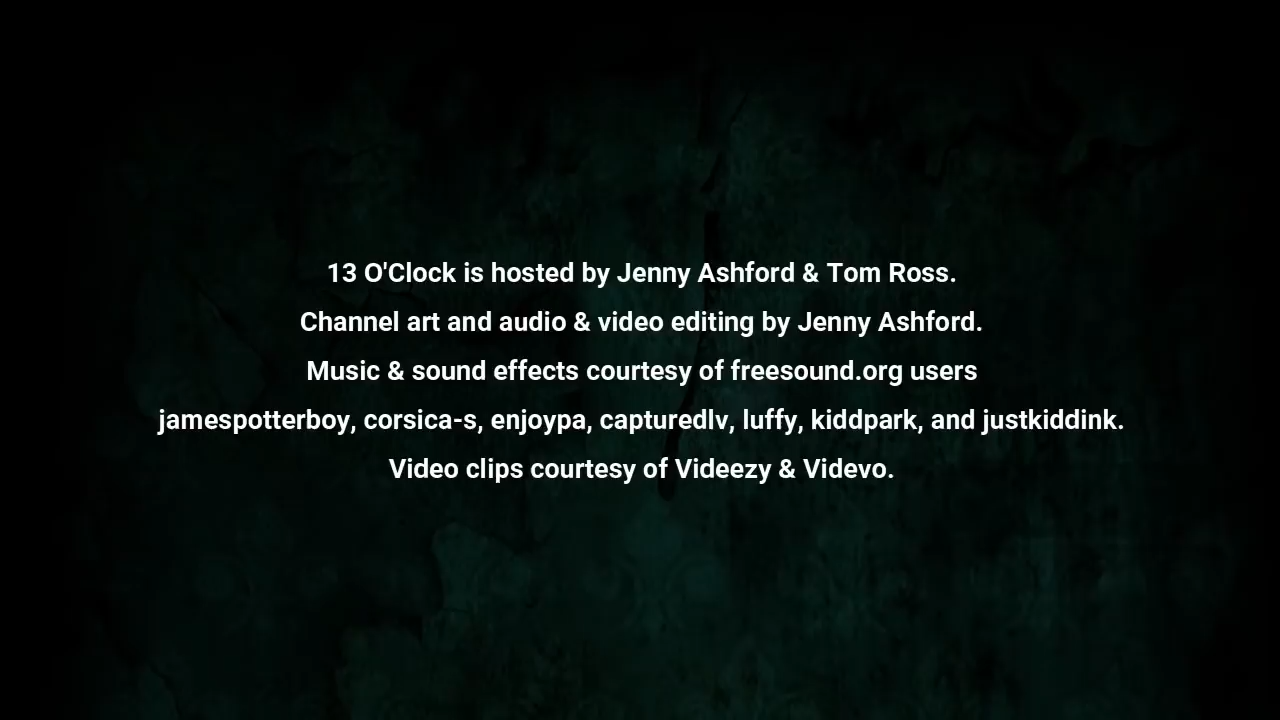 13 O'Clock is hosted by Jenny Ashford & Tom Ross.
Channel art and audio & video editing by Jenny Ashford.
Music & sound effects courtesy of freesound.org users
jamespotterboy, corsica-s, enjoypa, capturedlv, luffy, kiddpark, and justkiddink.
Video clips courtesy of Videezy & Videvo.